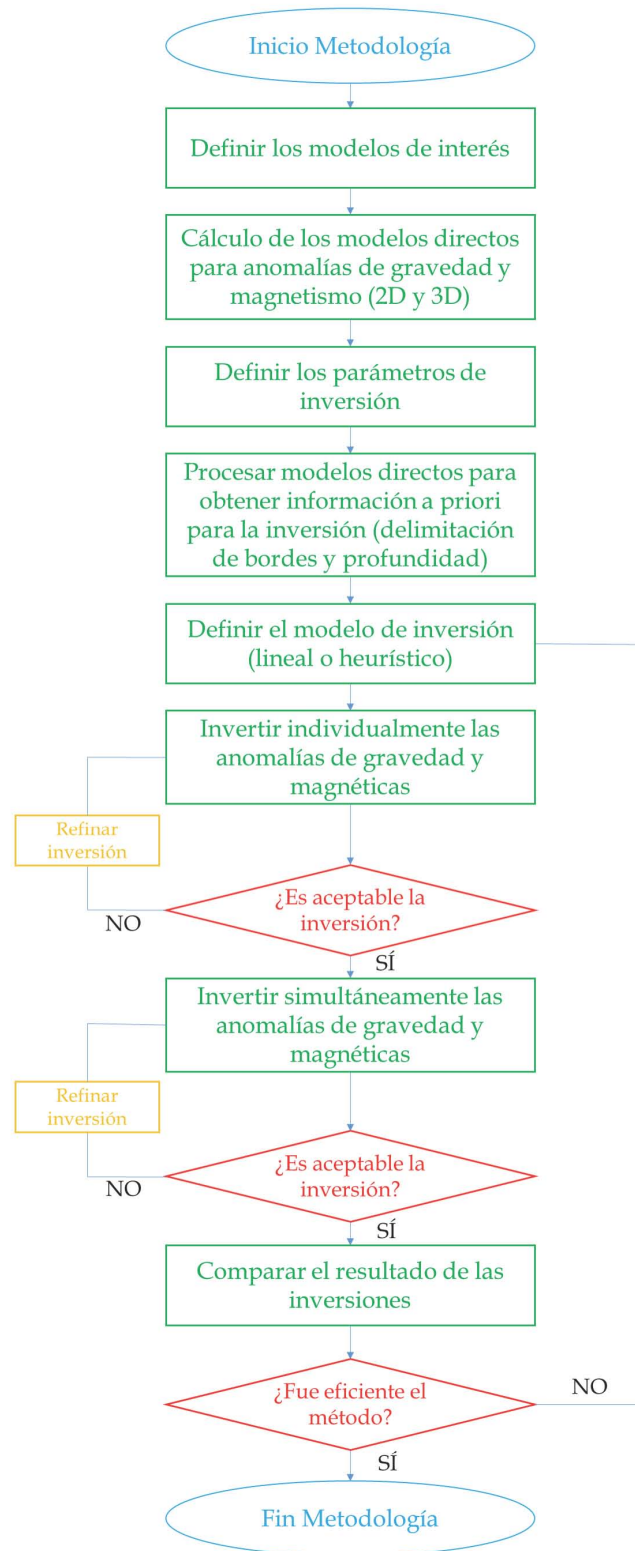 Inicio Metodología
Definir los modelos de interés
Cálculo de los modelos directos
para anomalías de gravedad y
magnetismo (2D y 3D)
Definir los parámetros de
inversión
Procesar modelos directos para
obtener información a priori
para la inversión (delimitación
de bordes y profundidad)
Definir el modelo de inversión
(lineal o heurístico)
Invertir individualmente las
anomalías de gravedad y
magnéticas
Refinar
inversión
¿Es aceptable la
inversión?
NO
SÍ
Invertir simultáneamente las
anomalías de gravedad y
magnéticas
Refinar
inversión
¿Es aceptable la
inversión?
NO
SÍ
Comparar el resultado de las
inversiones
¿Fue eficiente el
método?
NO
SÍ
Fin Metodología